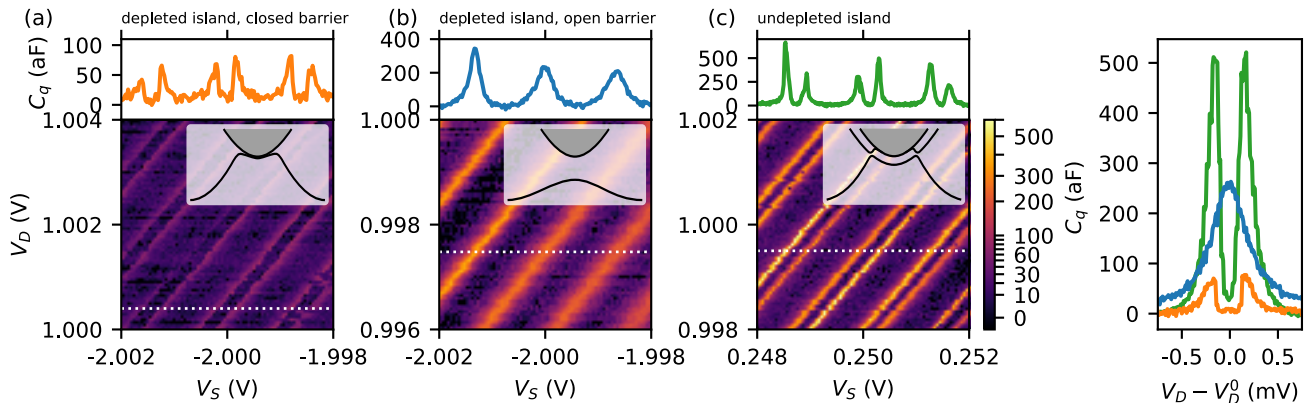 (a) depleted island, closed barrier
(b) depleted island, open barrier
(c) undepleted island
C_q (aF)
100
50
0
400
200
0
500
250
0
V_D (V)
1.004
1.002
1.000
1.000
0.998
0.996
1.002
1.000
0.998
-2.002 -2.000 -1.998
V_S (V)
-2.002 -2.000 -1.998
V_S (V)
0.248 0.250 0.252
V_S (V)
500
400
300
200
100
60
30
10
0
C_q (aF)
500
400
300
200
100
0
-0.5 0.0 0.5
V_D − V_D^0 (mV)